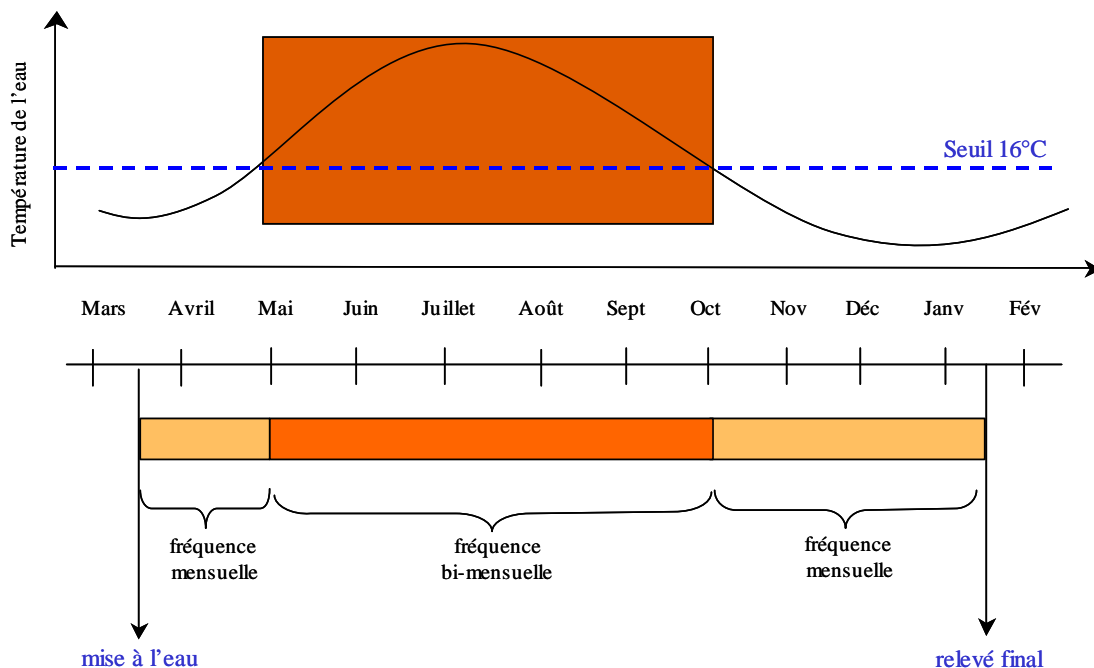 Température de l'eau
Seuil 16°C
Mars Avril Mai Juin Juillet Août Sept Oct Nov Déc Janv Fév
fréquence
mensuelle
fréquence
bi-mensuelle
fréquence
mensuelle
mise à l'eau
relevé final